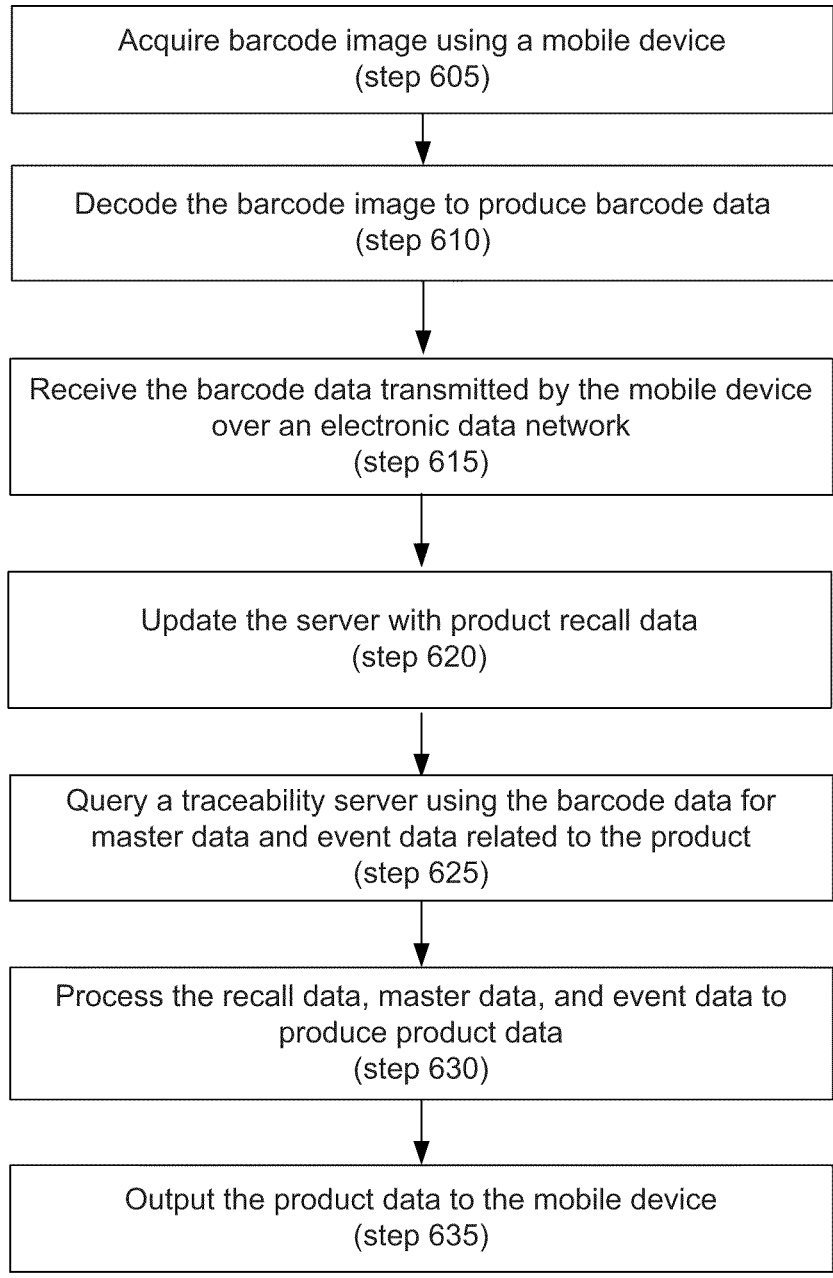 Acquire barcode image using a mobile device
(step 605)
Decode the barcode image to produce barcode data
(step 610)
Receive the barcode data transmitted by the mobile device
over an electronic data network
(step 615)
Update the server with product recall data
(step 620)
Query a traceability server using the barcode data for
master data and event data related to the product
(step 625)
Process the recall data, master data, and event data to
produce product data
(step 630)
Output the product data to the mobile device
(step 635)